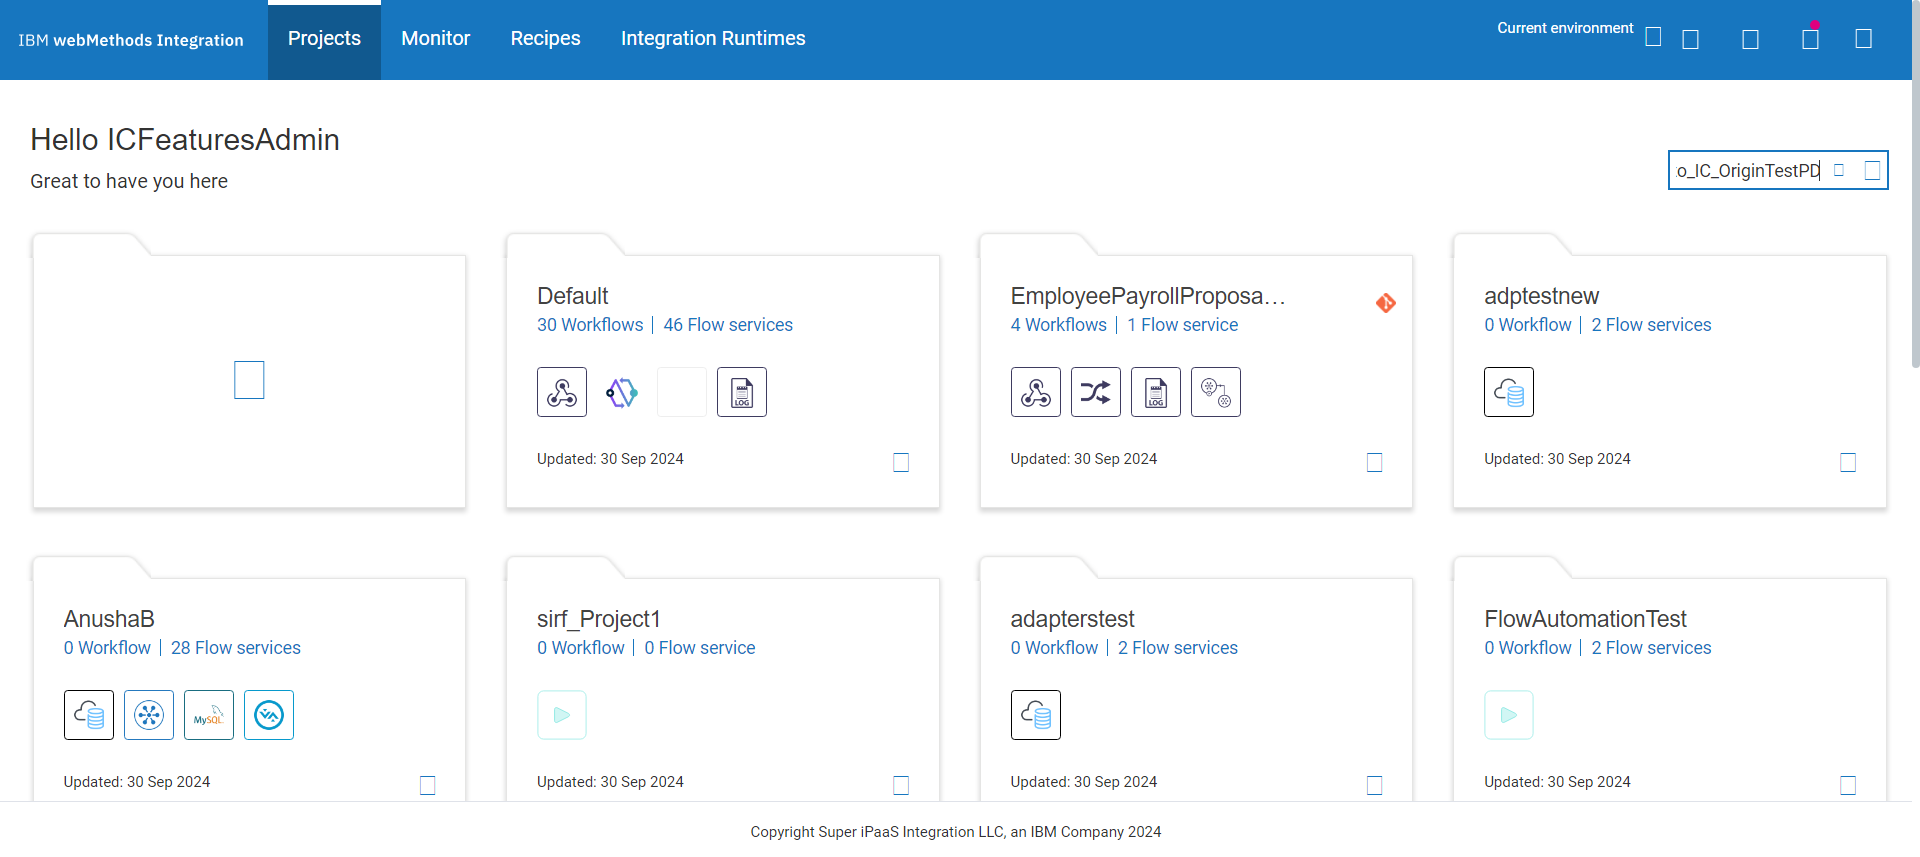 IBM webMethods Integration
Projects
Monitor
Recipes
Integration Runtimes
Current environment
Hello ICFeaturesAdmin
Great to have you here
o_IC_OriginTestPD
Default
30 Workflows | 46 Flow services
LOG
Updated: 30 Sep 2024
EmployeePayrollProposa...
4 Workflows | 1 Flow service
LOG
Updated: 30 Sep 2024
adptestnew
0 Workflow | 2 Flow services
Updated: 30 Sep 2024
AnushaB
0 Workflow | 28 Flow services
MySQL
Updated: 30 Sep 2024
sirf_Project1
0 Workflow | 0 Flow service
Updated: 30 Sep 2024
adapterstest
0 Workflow | 2 Flow services
Updated: 30 Sep 2024
FlowAutomationTest
0 Workflow | 2 Flow services
Updated: 30 Sep 2024
Copyright Super iPaaS Integration LLC, an IBM Company 2024